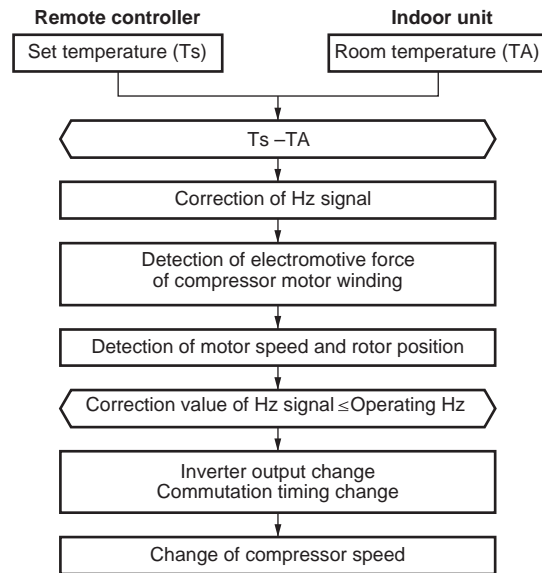 Remote controller
Indoor unit
Set temperature (Ts)
Room temperature (TA)
Ts –TA
Correction of Hz signal
Detection of electromotive force
of compressor motor winding
Detection of motor speed and rotor position
Correction value of Hz signal ≤Operating Hz
Inverter output change
Commutation timing change
Change of compressor speed